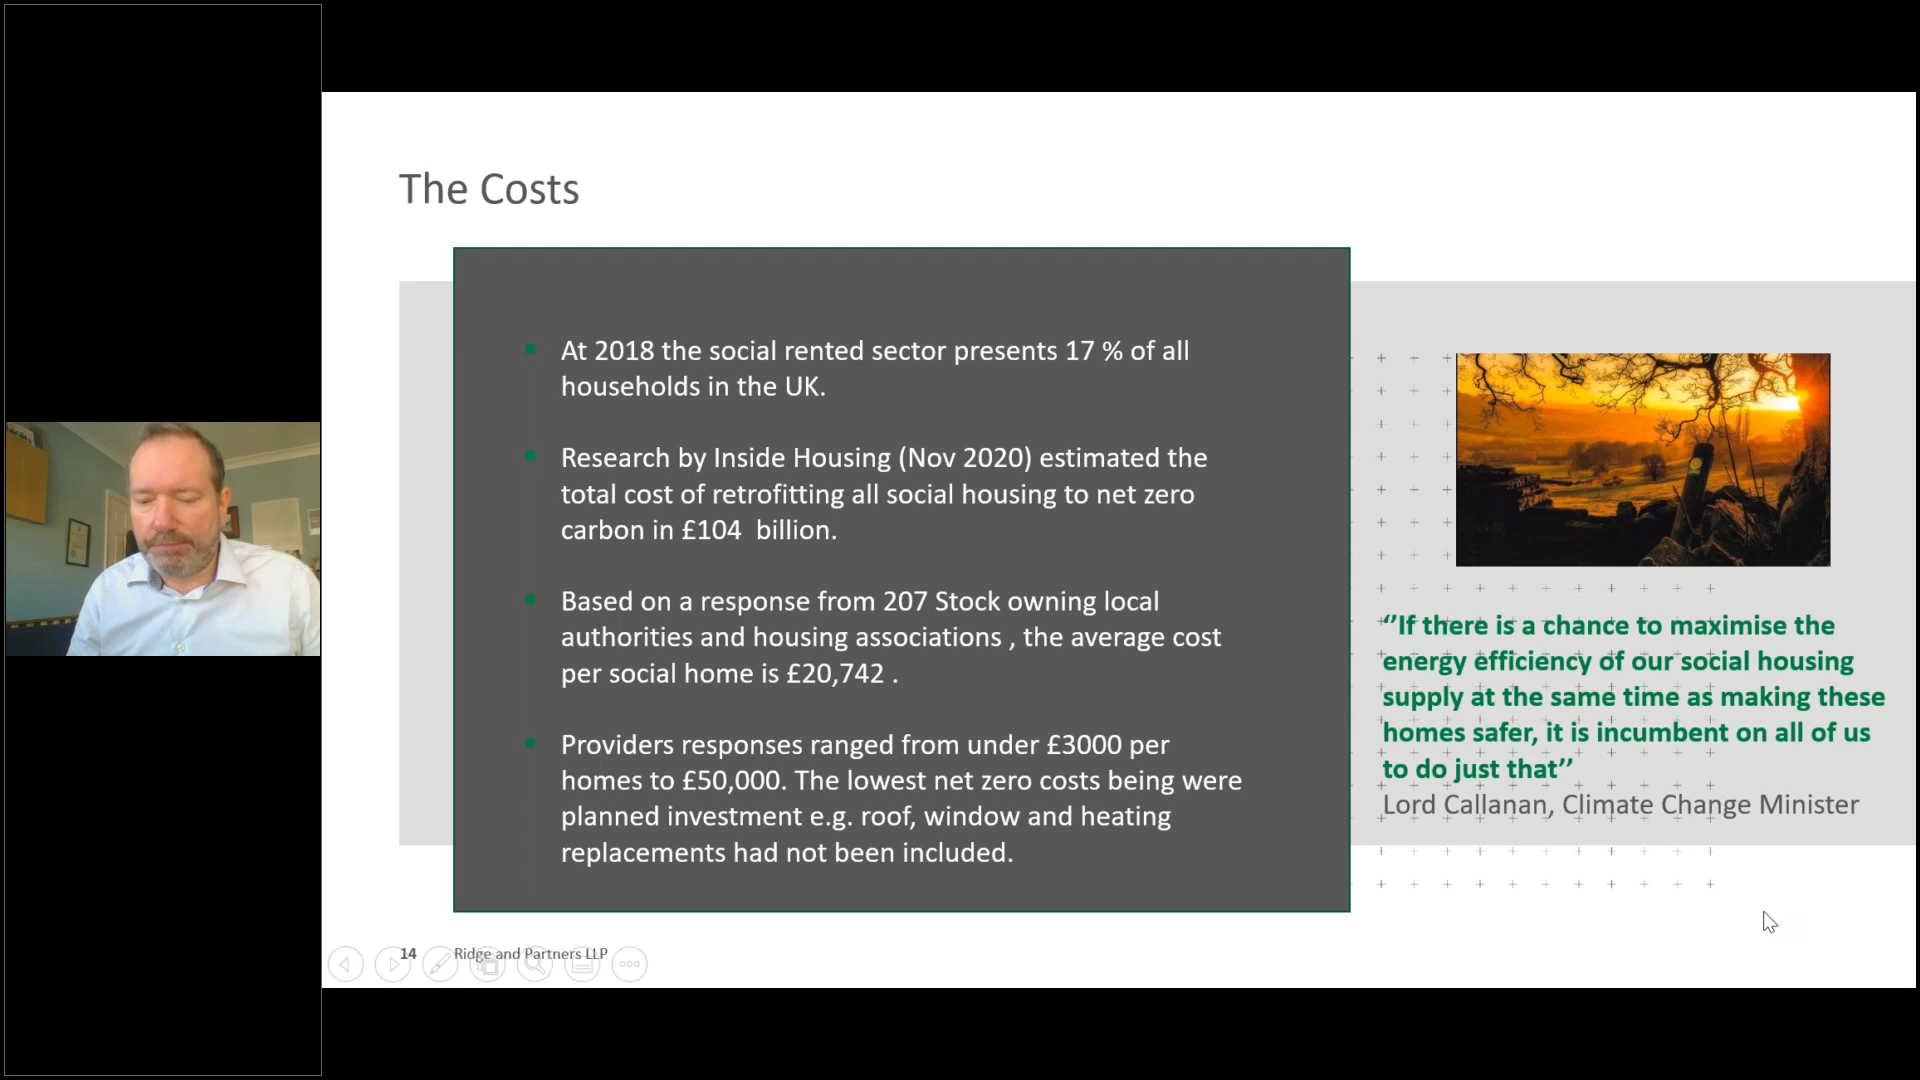 The Costs
At 2018 the social rented sector presents 17 % of all
households in the UK.
Research by Inside Housing (Nov 2020) estimated the
total cost of retrofitting all social housing to net zero
carbon in £104  billion.
Based on a response from 207 Stock owning local
authorities and housing associations , the average cost
per social home is £20,742 .
Providers responses ranged from under £3000 per
homes to £50,000. The lowest net zero costs being were
planned investment e.g. roof, window and heating
replacements had not been included.
‘’If there is a chance to maximise the
energy efficiency of our social housing
supply at the same time as making these
homes safer, it is incumbent on all of us
to do just that’’
Lord Callanan, Climate Change Minister
14 Ridge and Partners LLP